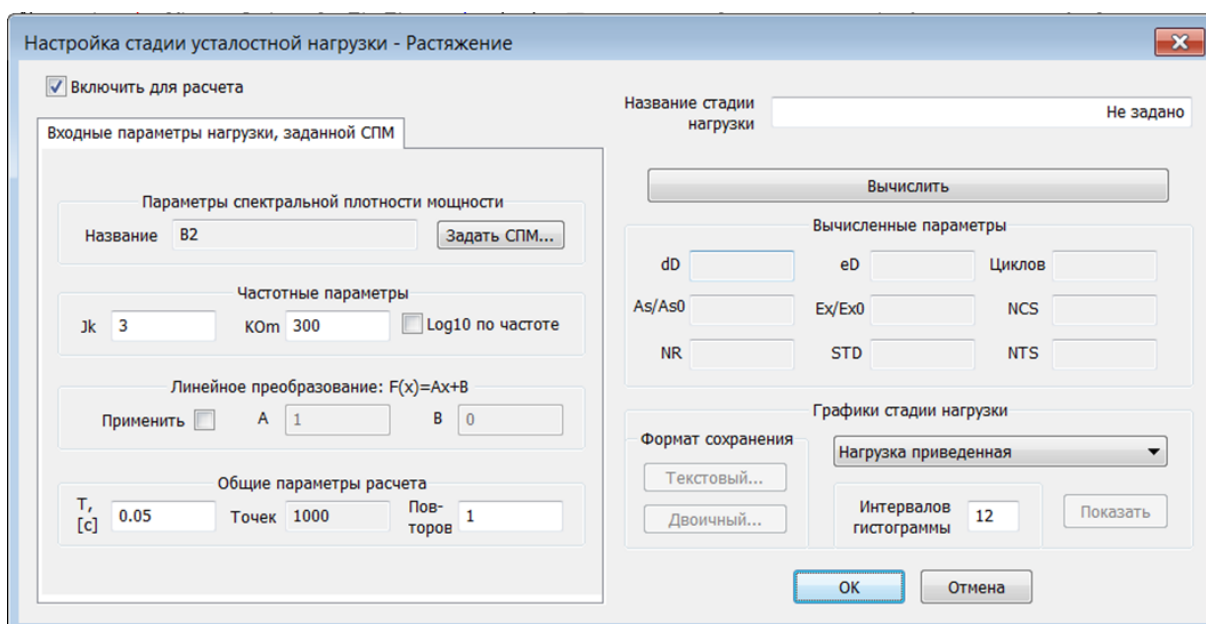 Настройка стадии усталостной нагрузки - Растяжение
Включить для расчета
Входные параметры нагрузки, заданной СПМ
Параметры спектральной плотности мощности
Название B2 Задать СПМ...
Частотные параметры
Jk 3 KOm 300 Log10 по частоте
Линейное преобразование: F(x)=Ax+B
Применить A 1 B 0
Общие параметры расчета
T, [c] 0.05 Точек 1000 Пов-
торов 1
Название стадии
нагрузки
Не задано
Вычислить
Вычисленные параметры
dD eD Циклов
As/As0 Ex/Ex0 NCS
NR STD NTS
Графики стадии нагрузки
Формат сохранения
Текстовый...
Двоичный...
Нагрузка приведенная
Интервалов
гистограммы
12
Показать
OK Отмена